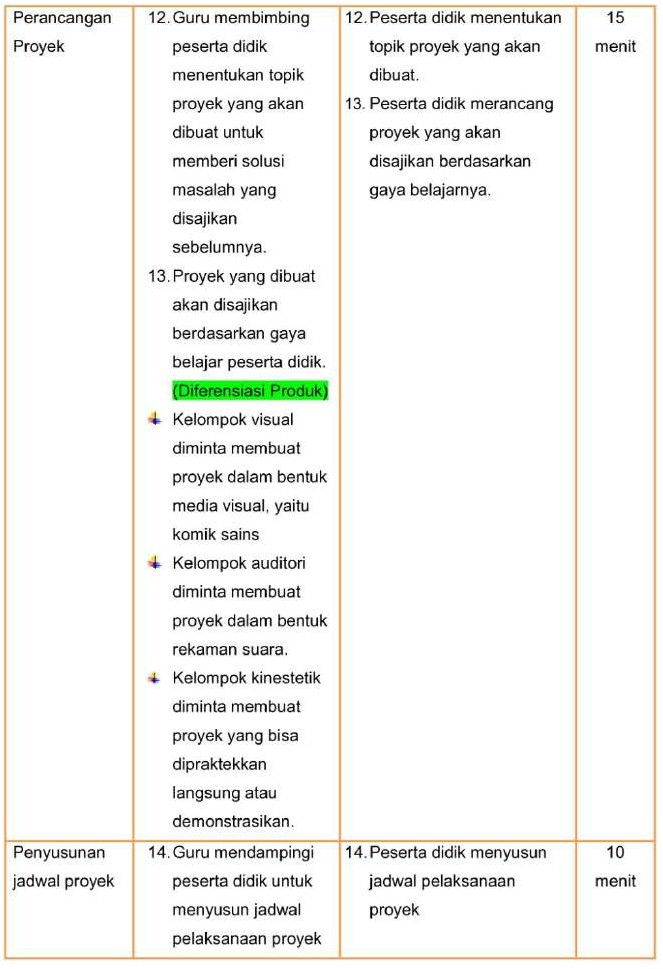 Perancangan
Proyek
12. Guru membimbing
peserta didik
menentukan topik
proyek yang akan
dibuat untuk
memberi solusi
masalah yang
disajikan
sebelumnya.
13. Proyek yang dibuat
akan disajikan
berdasarkan gaya
belajar peserta didik.
(Diferensiasi Produk)
Kelompok visual
diminta membuat
proyek dalam bentuk
media visual, yaitu
komik sains
Kelompok auditori
diminta membuat
proyek dalam bentuk
rekaman suara.
Kelompok kinestetik
diminta membuat
proyek yang bisa
dipraktekkan
langsung atau
demonstrasikan.
12. Peserta didik menentukan
topik proyek yang akan
dibuat.
13. Peserta didik merancang
proyek yang akan
disajikan berdasarkan
gaya belajarnya.
15
menit
Penyusunan
jadwal proyek
14. Guru mendampingi
peserta didik untuk
menyusun jadwal
pelaksanaan proyek
14. Peserta didik menyusun
jadwal pelaksanaan
proyek
10
menit